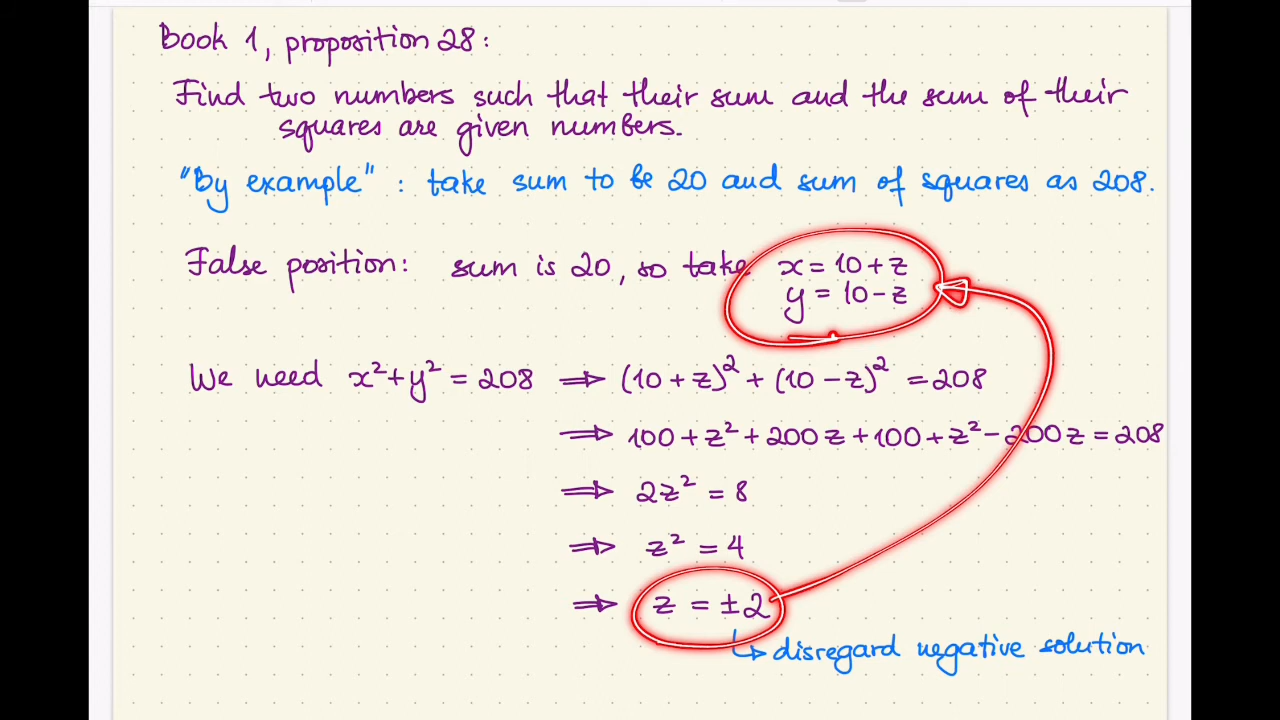 Book 1, proposition 28:
Find two numbers such that their sum and the sum of their
squares are given numbers.
"By example": take sum to be 20 and sum of squares as 208.
False position: sum is 20, so take x = 10 + z
y = 10 - z
We need x² + y² = 208 ⟹ (10 + z)² + (10 - z)² = 208
⟹ 100 + z² + 200z + 100 + z² - 200z = 208
⟹ 2z² = 8
⟹ z² = 4
⟹ z = ±2
↳ disregard negative solution